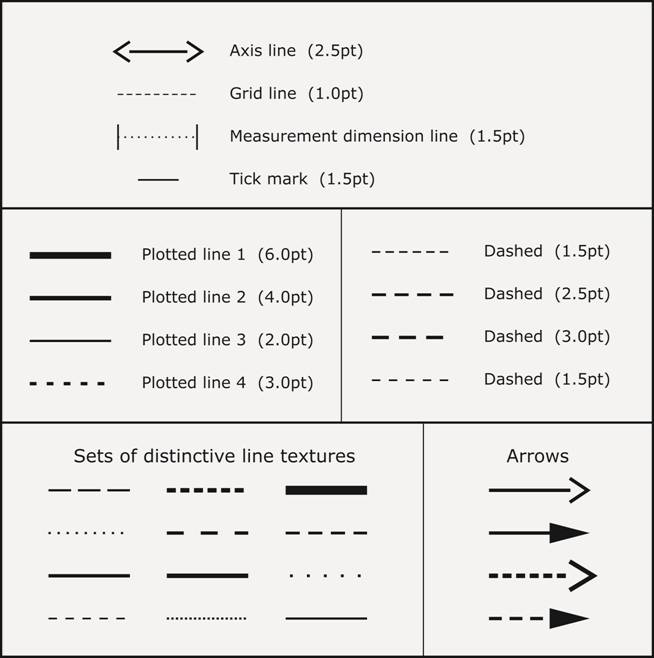 Axis line (2.5pt)
Grid line (1.0pt)
Measurement dimension line (1.5pt)
Tick mark (1.5pt)
Plotted line 1 (6.0pt)
Plotted line 2 (4.0pt)
Plotted line 3 (2.0pt)
Plotted line 4 (3.0pt)
Dashed (1.5pt)
Dashed (2.5pt)
Dashed (3.0pt)
Dashed (1.5pt)
Sets of distinctive line textures
Arrows